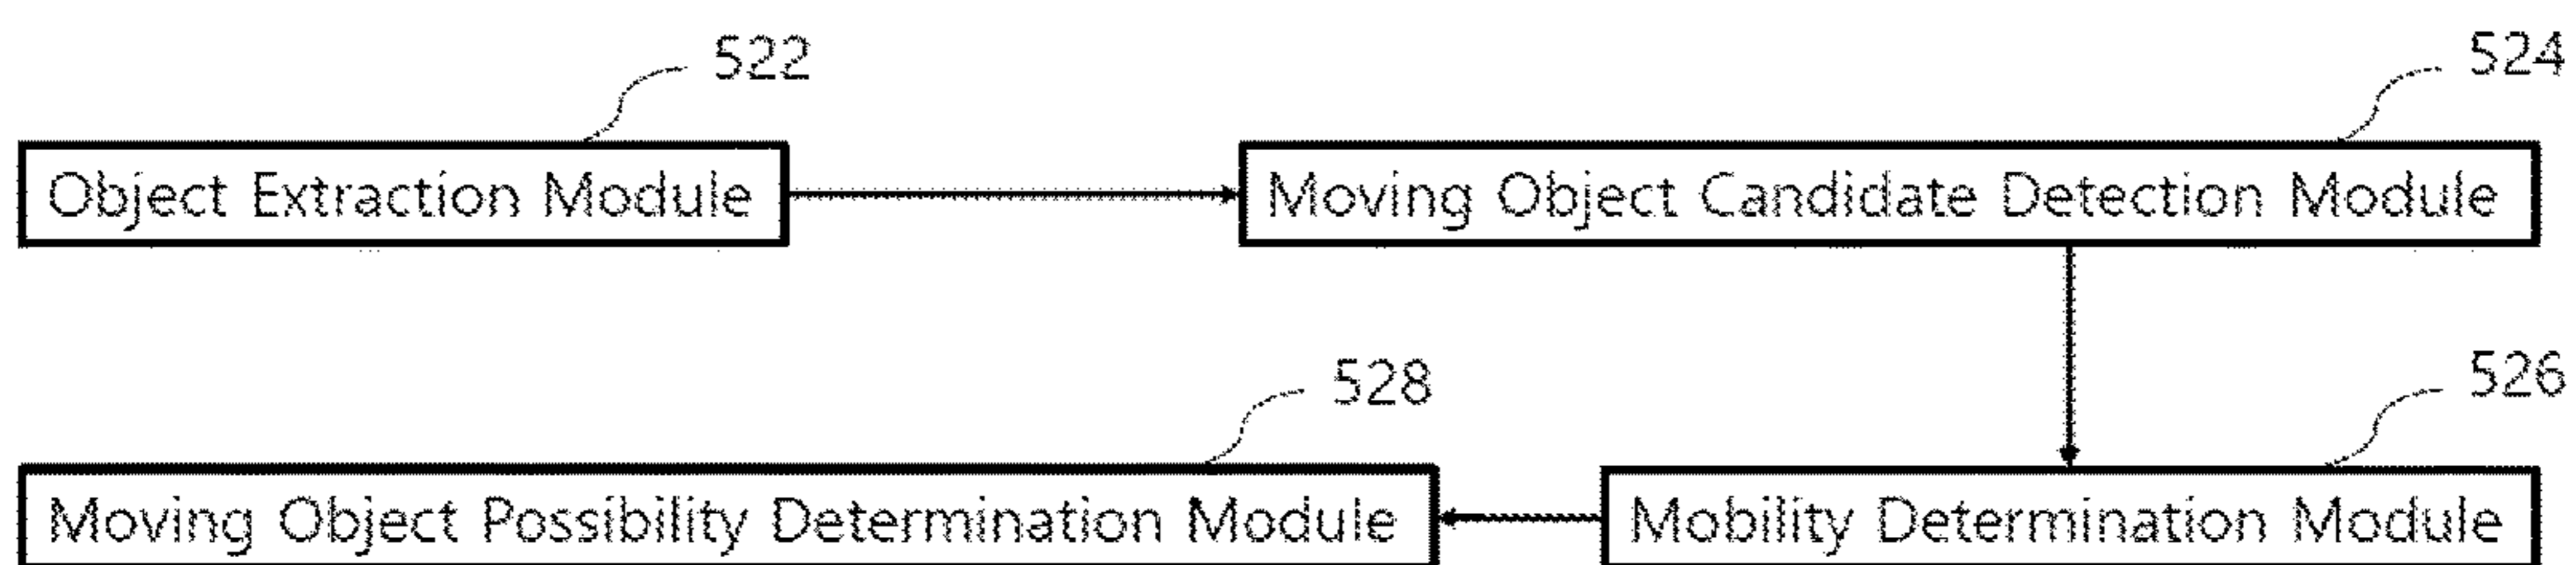 522
524
Object Extraction Module
Moving Object Candidate Detection Module
528
526
Moving Object Possibility Determination Module
Mobility Determination Module